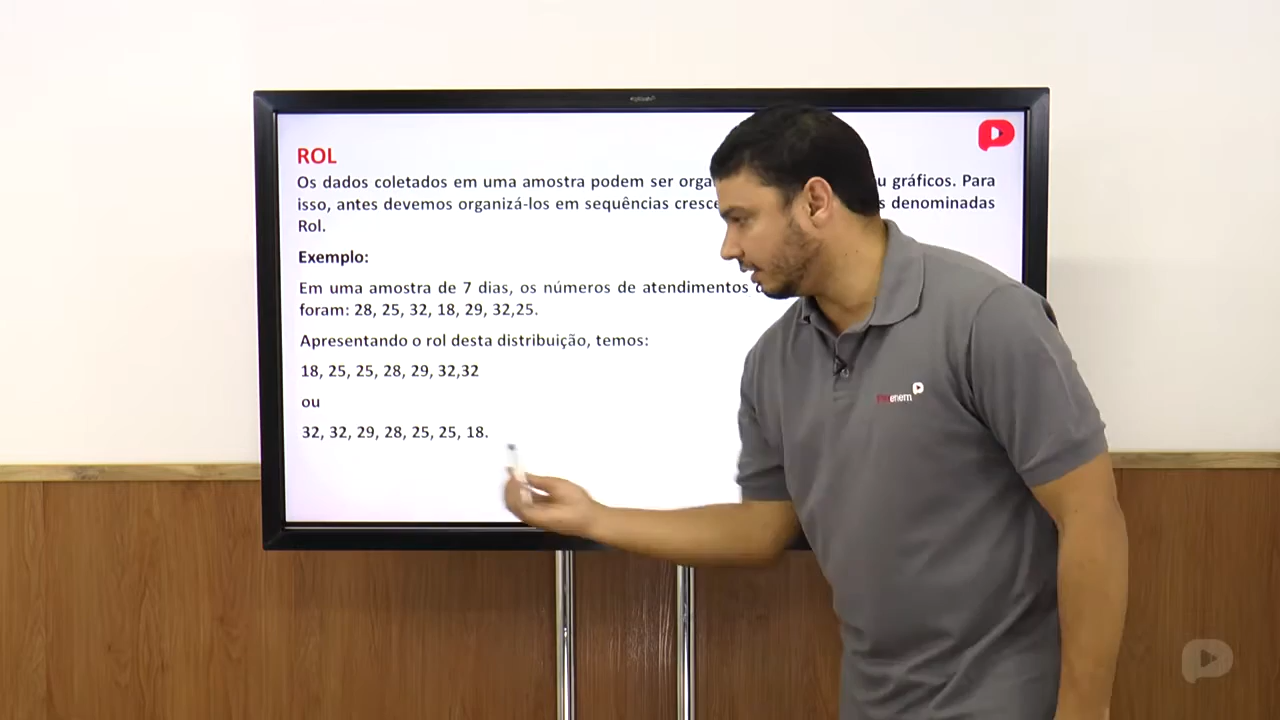 ROL
Os dados coletados em uma amostra podem ser u gráficos. Para
isso, antes devemos organizá-los em sequências denominadas
Rol.
Exemplo:
Em uma amostra de 7 dias, os números de atendimentos
foram: 28, 25, 32, 18, 29, 32,25.
Apresentando o rol desta distribuição, temos:
18, 25, 25, 28, 29, 32,32
ou
32, 32, 29, 28, 25, 25, 18.
enem